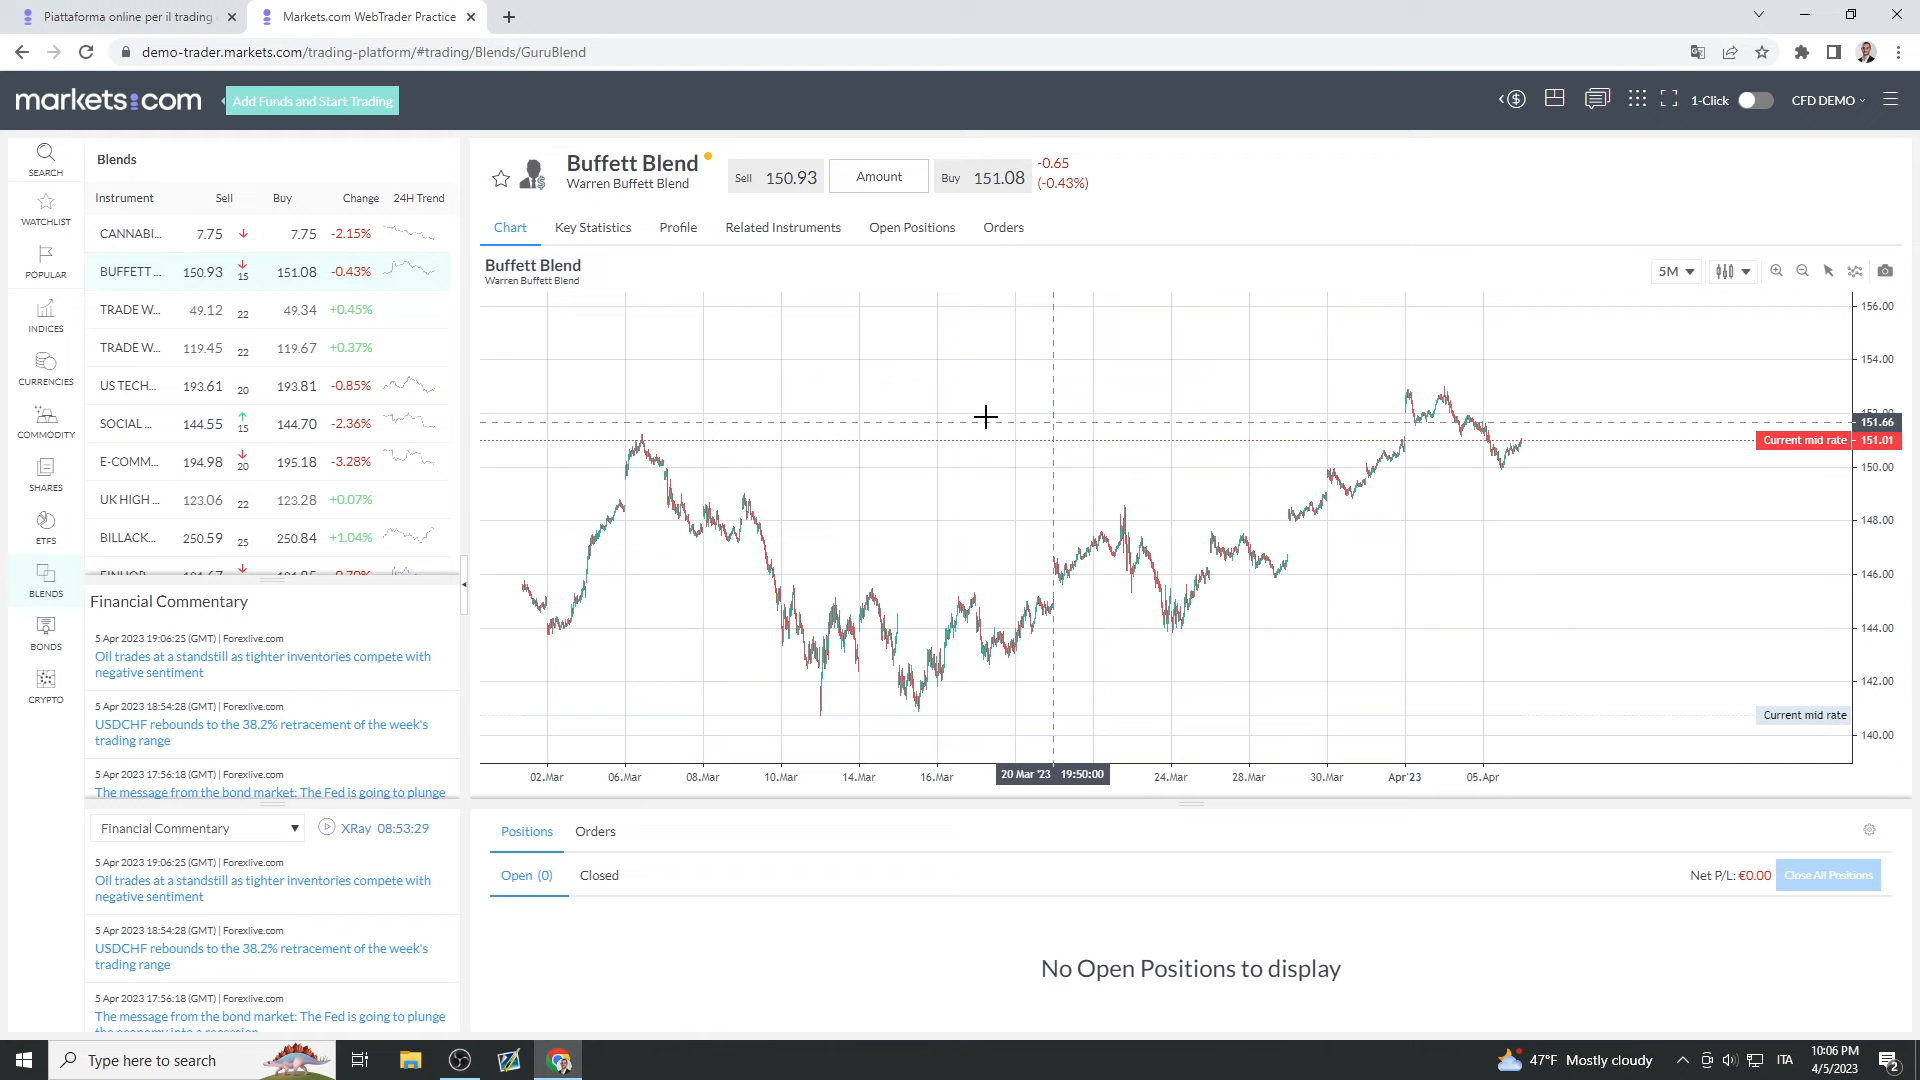 Piattaforma online per il trading
Markets.com WebTrader Practice
demo-trader.markets.com/trading-platform/#trading/Blends/GuruBlend
markets:com
Add Funds and Start Trading
1-Click
CFD DEMO
SEARCH
WATCHLIST
POPULAR
INDICES
CURRENCIES
COMMODITY
SHARES
ETFS
BLENDS
BONDS
CRYPTO
Blends
Instrument Sell Buy Change 24H Trend
CANNABI... 7.75 7.75 -2.15%
BUFFETT ... 150.93 15 151.08 -0.43%
TRADE W... 49.12 22 49.34 +0.45%
TRADE W... 119.45 22 119.67 +0.37%
US TECH... 193.61 20 193.81 -0.85%
SOCIAL ... 144.55 15 144.70 -2.36%
E-COMM... 194.98 20 195.18 -3.28%
UK HIGH ... 123.06 22 123.28 +0.07%
BILLACK... 250.59 25 250.84 +1.04%
Financial Commentary
5 Apr 2023 19:06:25 (GMT) | Forexlive.com
Oil trades at a standstill as tighter inventories compete with
negative sentiment
5 Apr 2023 18:54:28 (GMT) | Forexlive.com
USDCHF rebounds to the 38.2% retracement of the week's
trading range
5 Apr 2023 17:56:18 (GMT) | Forexlive.com
The message from the bond market: The Fed is going to plunge
Financial Commentary
XRay 08:53:29
5 Apr 2023 19:06:25 (GMT) | Forexlive.com
Oil trades at a standstill as tighter inventories compete with
negative sentiment
5 Apr 2023 18:54:28 (GMT) | Forexlive.com
USDCHF rebounds to the 38.2% retracement of the week's
trading range
5 Apr 2023 17:56:18 (GMT) | Forexlive.com
The message from the bond market: The Fed is going to plunge
Buffett Blend
Warren Buffett Blend
Sell 150.93
Amount
Buy 151.08
-0.65
(-0.43%)
Chart Key Statistics Profile Related Instruments Open Positions Orders
Buffett Blend
Warren Buffett Blend
5M
156.00
154.00
151.66
Current mid rate 151.01
150.00
148.00
146.00
144.00
142.00
Current mid rate
140.00
02.Mar 06.Mar 08.Mar 10.Mar 14.Mar 16.Mar 20 Mar '23 19:50:00 24.Mar 28.Mar 30.Mar Apr'23 05.Apr
Positions Orders
Open (0) Closed
Net P/L: €0.00
Close All Positions
No Open Positions to display
Type here to search
47°F Mostly cloudy
ITA
10:06 PM
4/5/2023
2